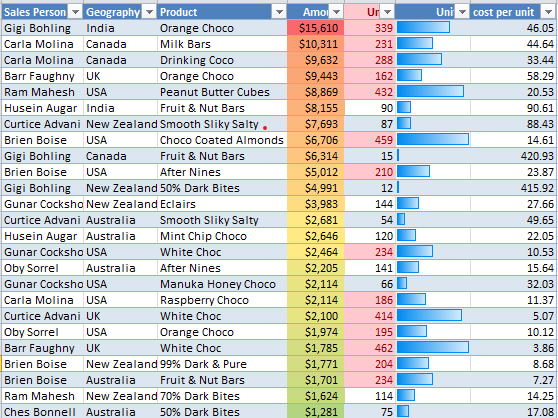 Sales Person Geography Product Amou Un Unit cost per unit
Gigi Bohling India Orange Choco $15,610 339 46.05
Carla Molina Canada Milk Bars $10,311 231 44.64
Carla Molina Canada Drinking Coco $9,632 288 33.44
Barr Faughny UK Orange Choco $9,443 162 58.29
Ram Mahesh USA Peanut Butter Cubes $8,869 432 20.53
Husein Augar India Fruit & Nut Bars $8,155 90 90.61
Curtice Advani New Zealand Smooth Sliky Salty $7,693 87 88.43
Brien Boise USA Choco Coated Almonds $6,706 459 14.61
Gigi Bohling Canada Fruit & Nut Bars $6,314 15 420.93
Brien Boise USA After Nines $5,012 210 23.87
Gigi Bohling New Zealand 50% Dark Bites $4,991 12 415.92
Gunar Cocksho New Zealand Eclairs $3,983 144 27.66
Curtice Advani Australia Smooth Sliky Salty $2,681 54 49.65
Husein Augar Australia Mint Chip Choco $2,646 120 22.05
Gunar Cocksho USA White Choc $2,464 234 10.53
Oby Sorrel Australia After Nines $2,205 141 15.64
Gunar Cocksho USA Manuka Honey Choco $2,114 66 32.03
Carla Molina USA Raspberry Choco $2,114 186 11.37
Curtice Advani UK White Choc $2,100 414 5.07
Oby Sorrel USA Orange Choco $1,974 195 10.12
Barr Faughny UK White Choc $1,785 462 3.86
Brien Boise New Zealand 99% Dark & Pure $1,771 204 8.68
Brien Boise Australia Fruit & Nut Bars $1,701 234 7.27
Ram Mahesh New Zealand 70% Dark Bites $1,624 114 14.25
Ches Bonnell Australia 50% Dark Bites $1,281 75 17.08